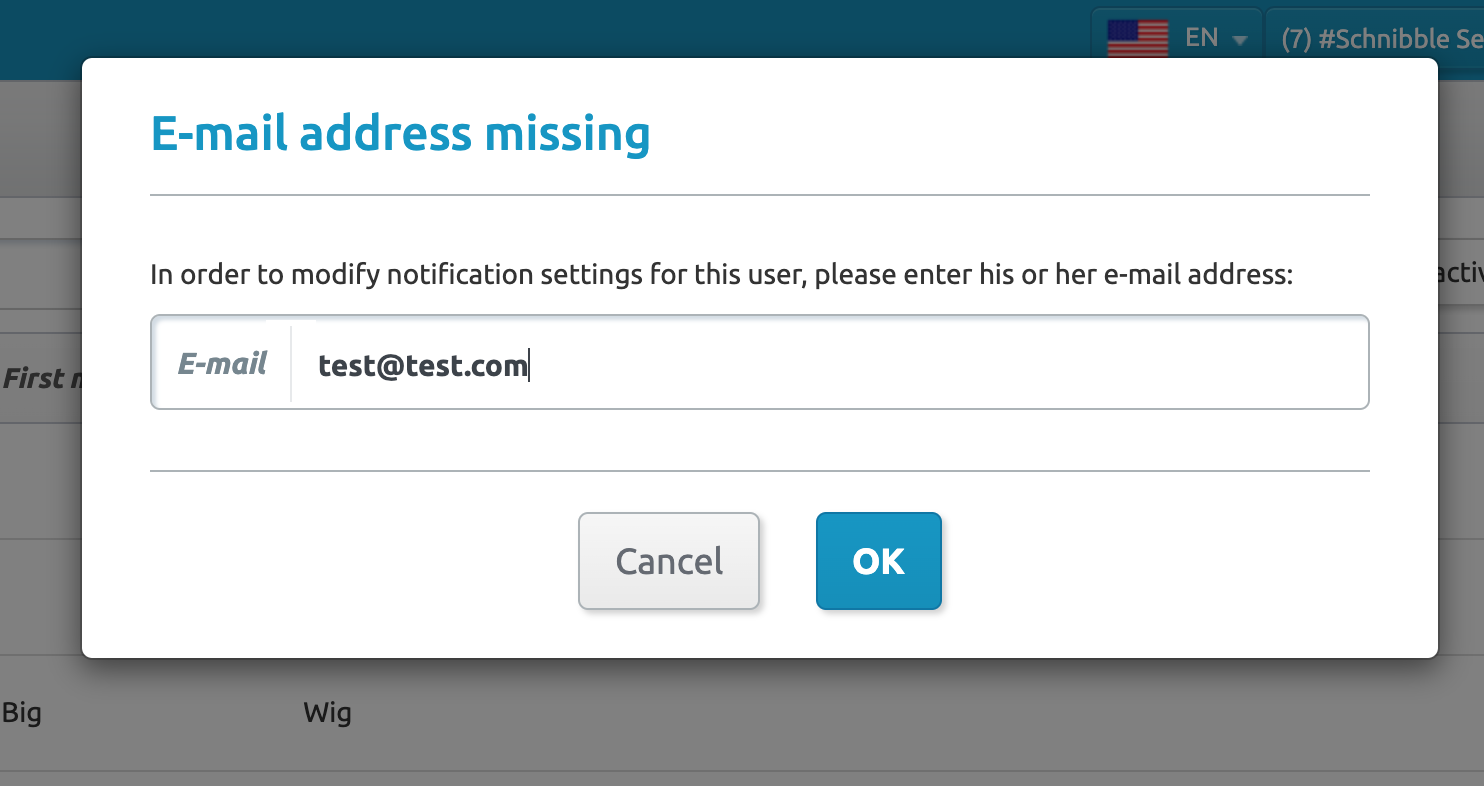 EN
(7) #Schnibble Se
E-mail address missing
In order to modify notification settings for this user, please enter his or her e-mail address:
E-mail test@test.com
First
Cancel OK
Big Wig